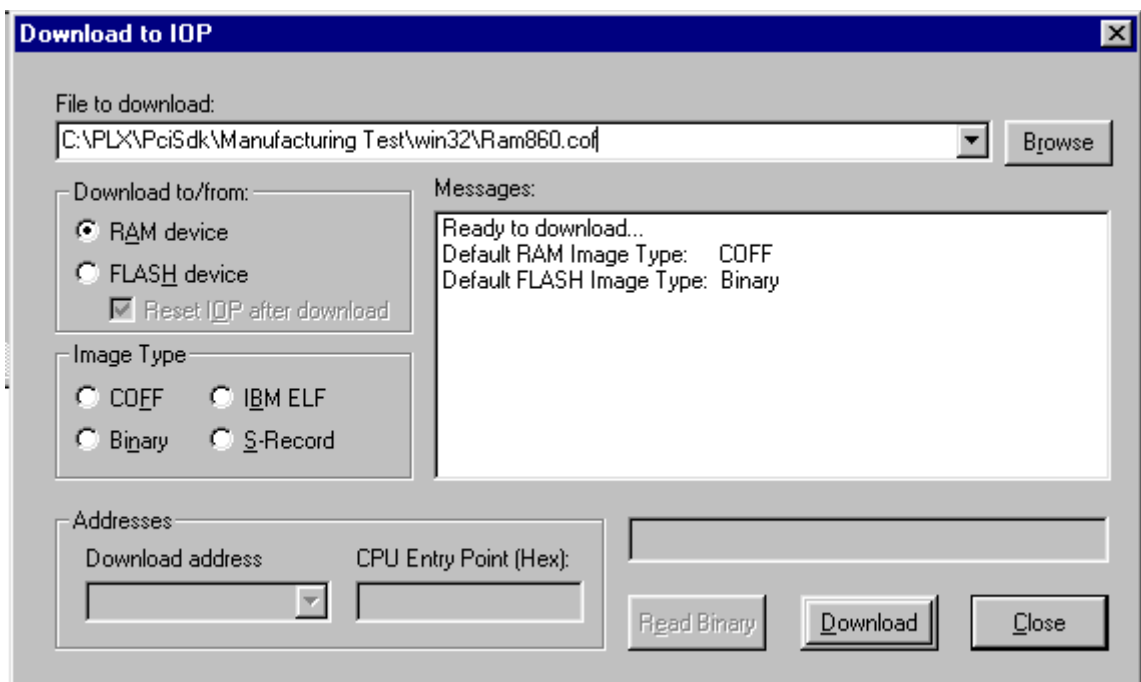 Download to IOP
File to download:
C:\PLX\PciSdk\Manufacturing Test\win32\Ram860.cof
Browse
Download to/from:
RAM device
FLASH device
Reset IOP after download
Messages:
Ready to download...
Default RAM Image Type: COFF
Default FLASH Image Type: Binary
Image Type
COFF IBM ELF
Binary S-Record
Addresses
Download address CPU Entry Point (Hex):
Read Binary Download Close